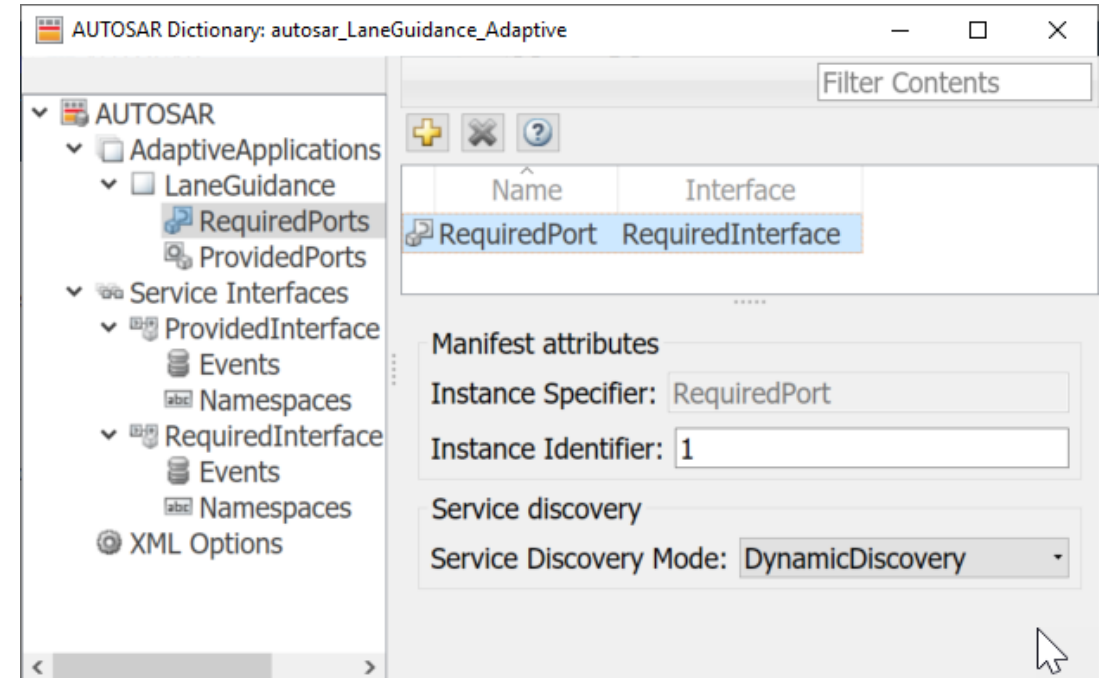 AUTOSAR Dictionary: autosar_LaneGuidance_Adaptive
Filter Contents
AUTOSAR
AdaptiveApplications
LaneGuidance
RequiredPorts
ProvidedPorts
Service Interfaces
ProvidedInterface
Events
abc Namespaces
RequiredInterface
Events
abc Namespaces
XML Options
Name Interface
RequiredPort RequiredInterface
Manifest attributes
Instance Specifier: RequiredPort
Instance Identifier: 1
Service discovery
Service Discovery Mode: DynamicDiscovery